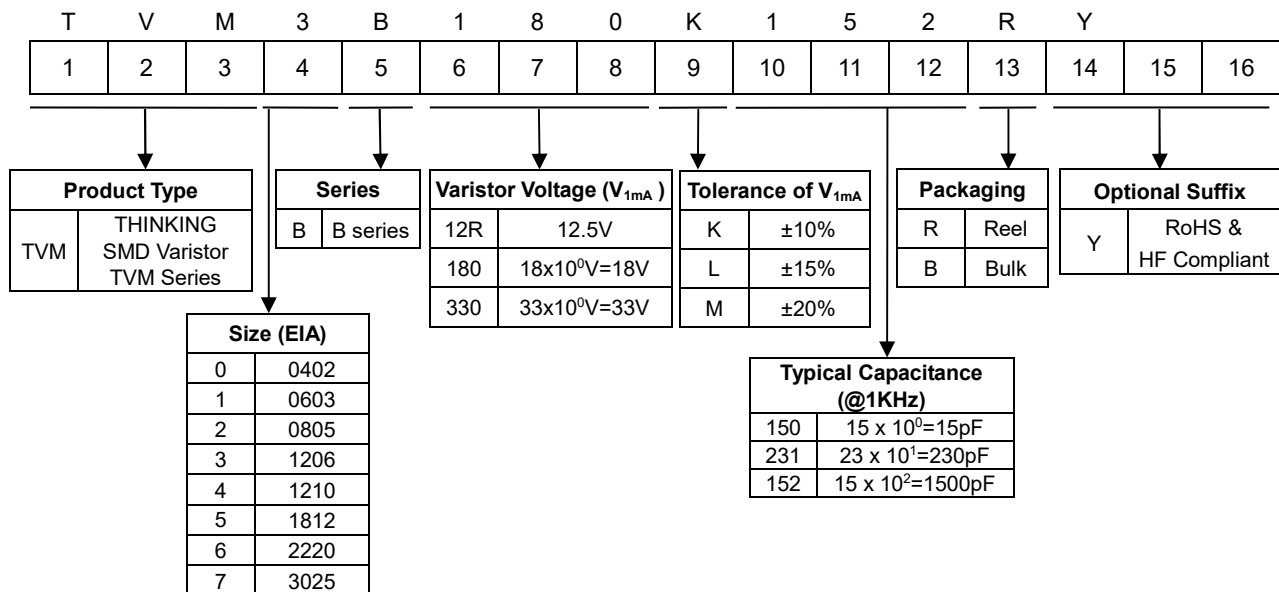 T V M 3 B 1 8 0 K 1 5 2 R Y
1 2 3 4 5 6 7 8 9 10 11 12 13 14 15 16
Product Type
TVM THINKING
SMD Varistor
TVM Series
Series
B B series
Varistor Voltage (V1mA )
12R 12.5V
180 18x10⁰V=18V
330 33x10⁰V=33V
Tolerance of V1mA
K ±10%
L ±15%
M ±20%
Packaging
R Reel
B Bulk
Optional Suffix
Y RoHS &
HF Compliant
Size (EIA)
0 0402
1 0603
2 0805
3 1206
4 1210
5 1812
6 2220
7 3025
Typical Capacitance
(@1KHz)
150 15 x 10⁰=15pF
231 23 x 10¹=230pF
152 15 x 10²=1500pF